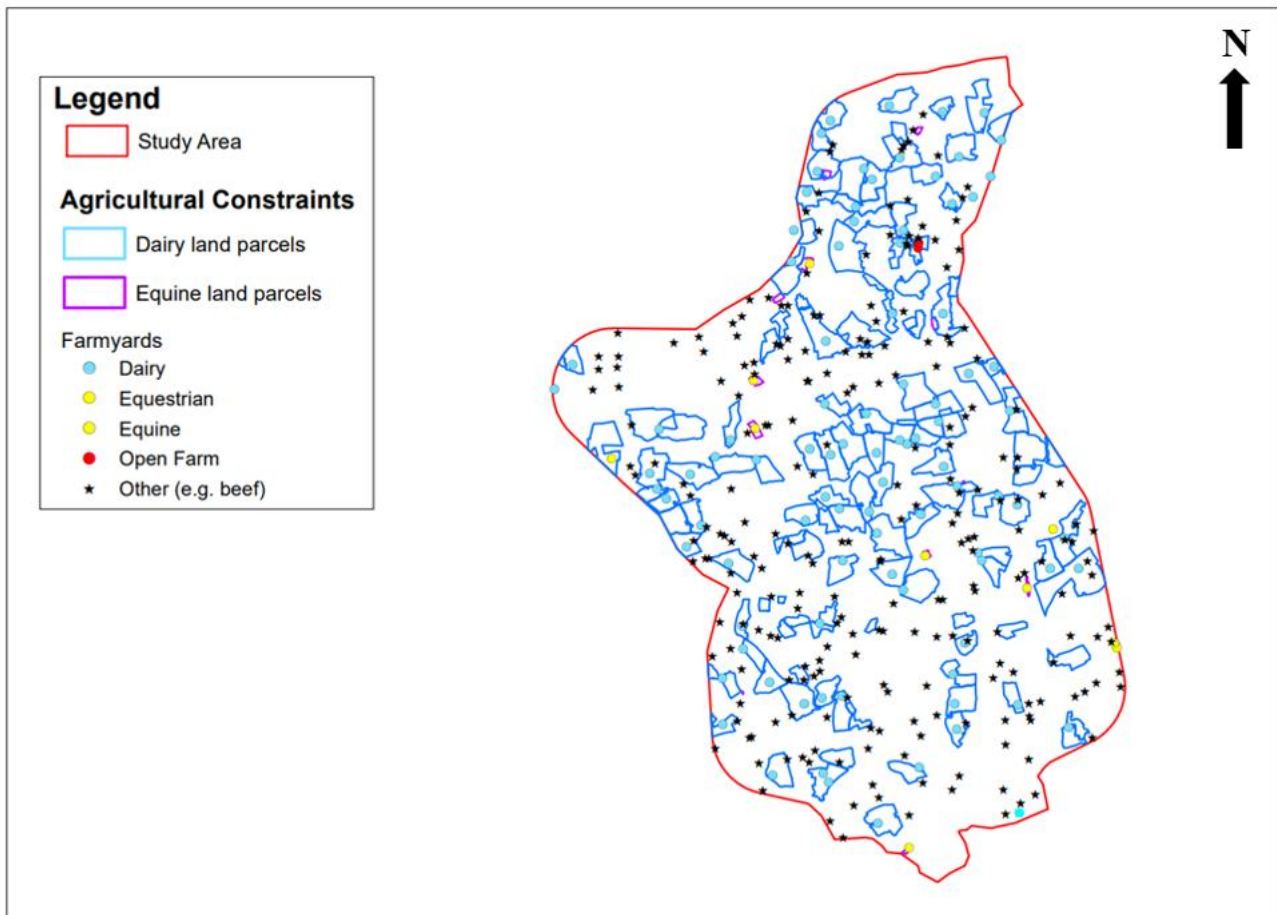 N
Legend
Study Area
Agricultural Constraints
Dairy land parcels
Equine land parcels
Farmyards
Dairy
Equestrian
Equine
Open Farm
Other (e.g. beef)